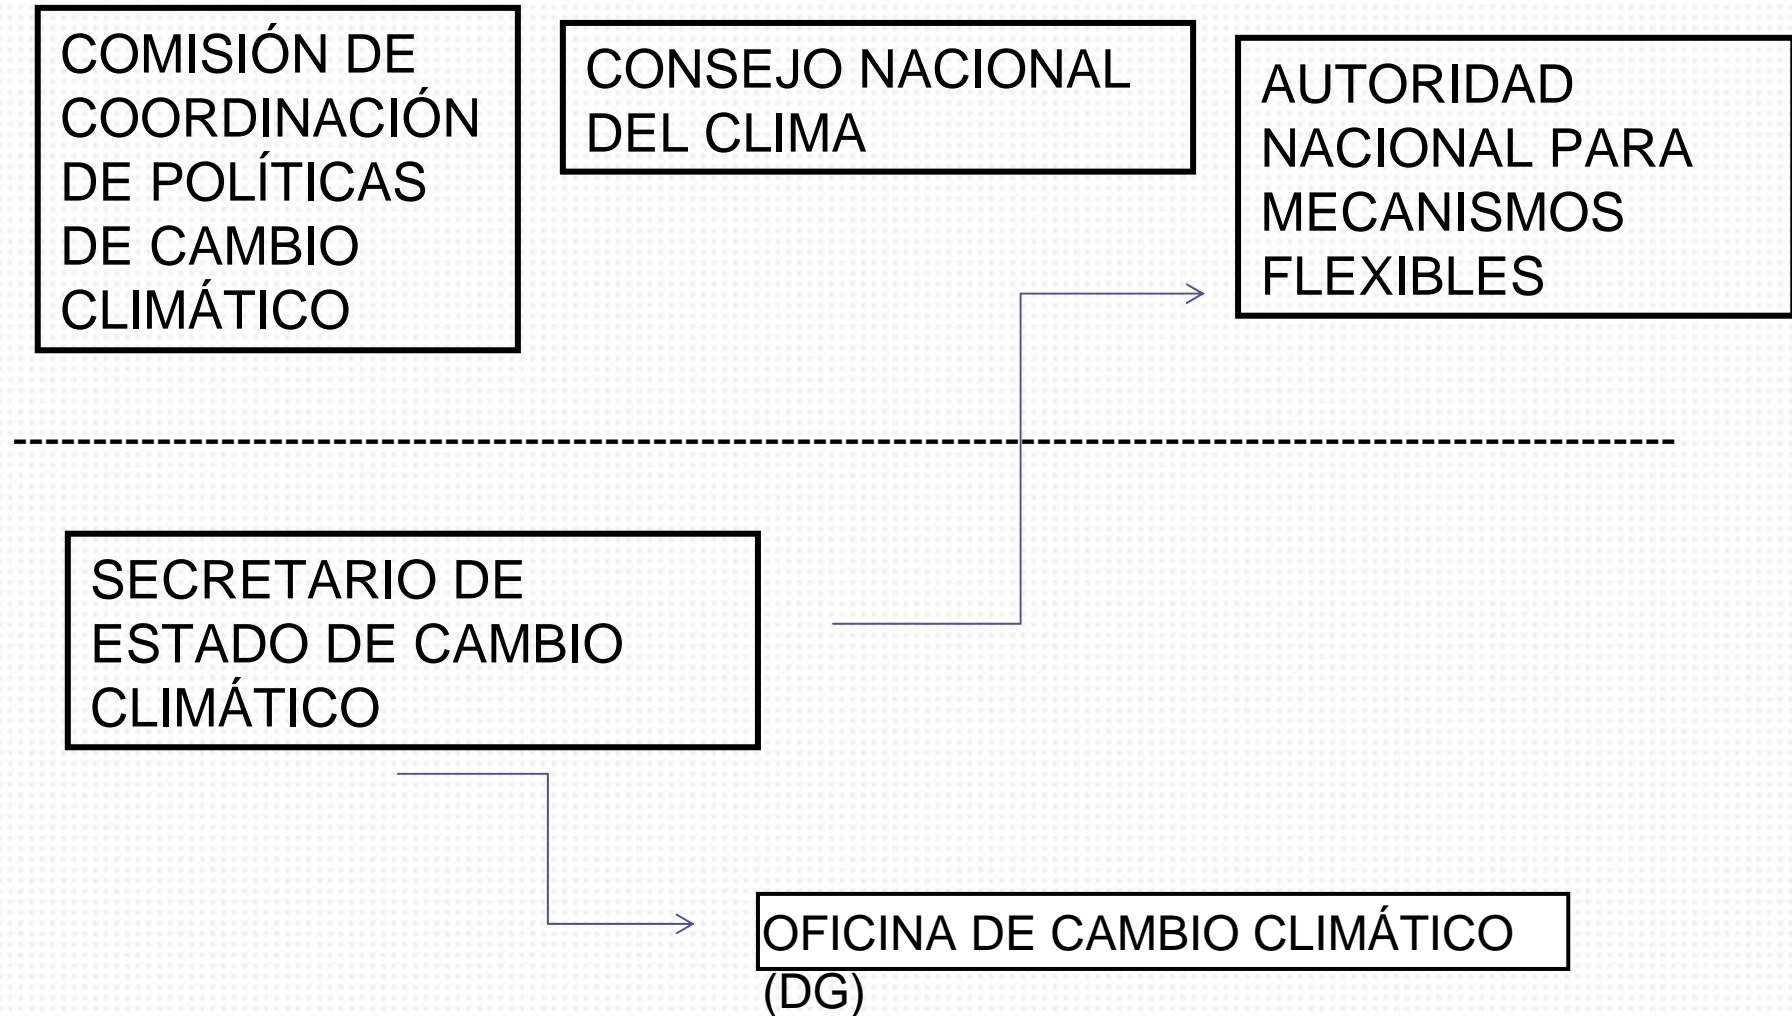 COMISIÓN DE
COORDINACIÓN
DE POLÍTICAS
DE CAMBIO
CLIMÁTICO
CONSEJO NACIONAL
DEL CLIMA
AUTORIDAD
NACIONAL PARA
MECANISMOS
FLEXIBLES
SECRETARIO DE
ESTADO DE CAMBIO
CLIMÁTICO
OFICINA DE CAMBIO CLIMÁTICO
(DG)